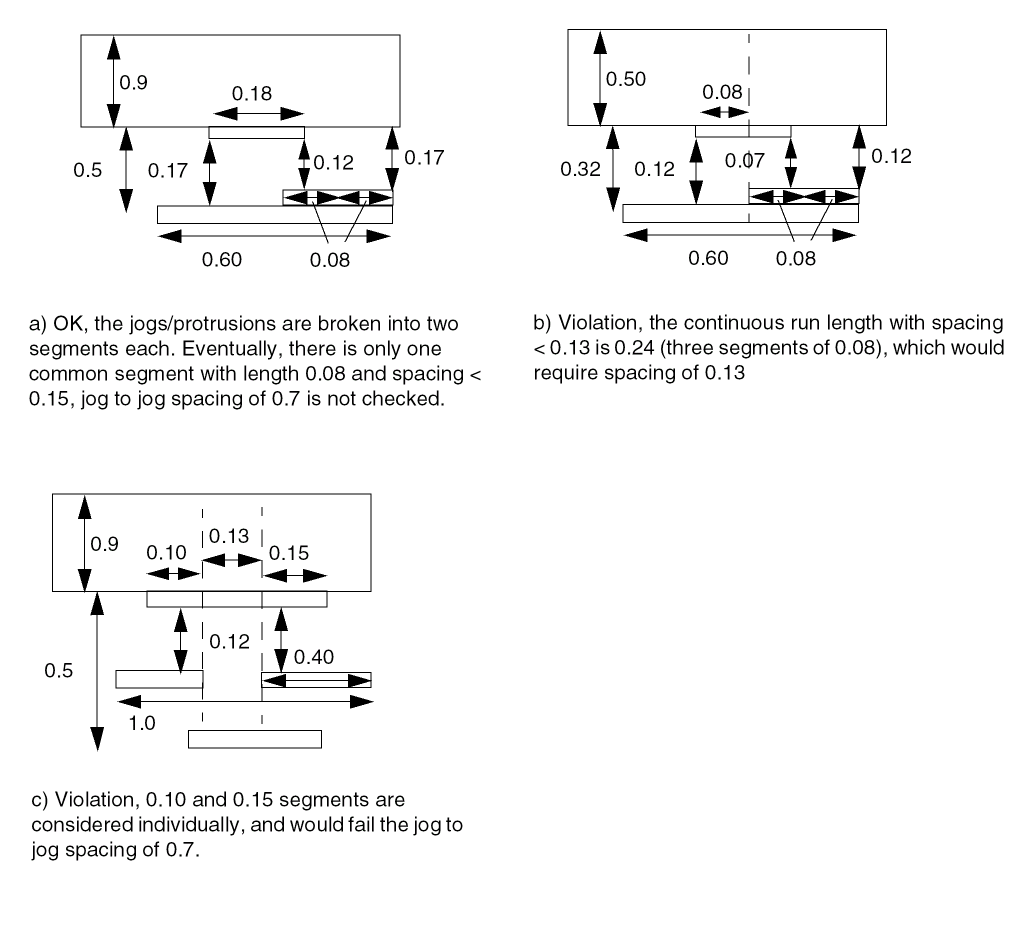 0.9
0.18
0.5
0.17
0.12
0.17
0.60
0.08
a) OK, the jogs/protrusions are broken into two
segments each. Eventually, there is only one
common segment with length 0.08 and spacing <
0.15, jog to jog spacing of 0.7 is not checked.
0.50
0.08
0.32
0.12
0.07
0.12
0.60
0.08
b) Violation, the continuous run length with spacing
< 0.13 is 0.24 (three segments of 0.08), which would
require spacing of 0.13
0.9
0.10
0.13
0.15
0.5
0.12
0.40
1.0
c) Violation, 0.10 and 0.15 segments are
considered individually, and would fail the jog to
jog spacing of 0.7.